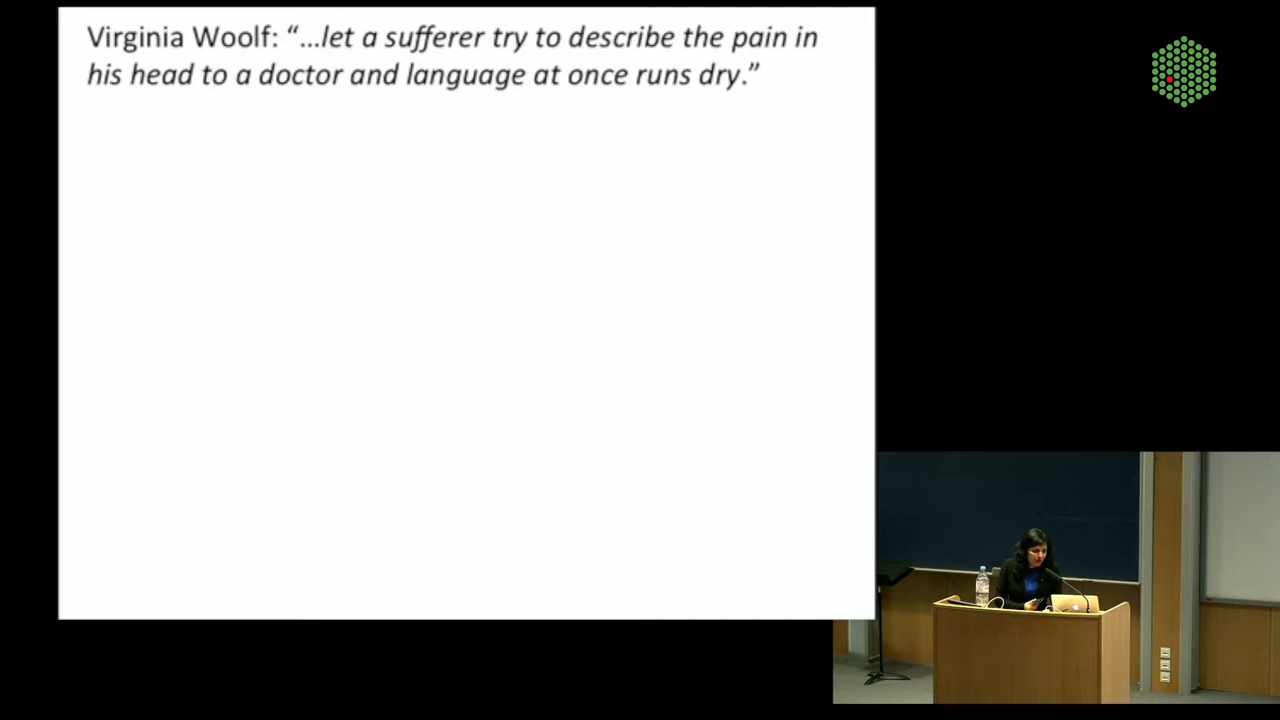 Virginia Woolf: “…let a sufferer try to describe the pain in
his head to a doctor and language at once runs dry.”